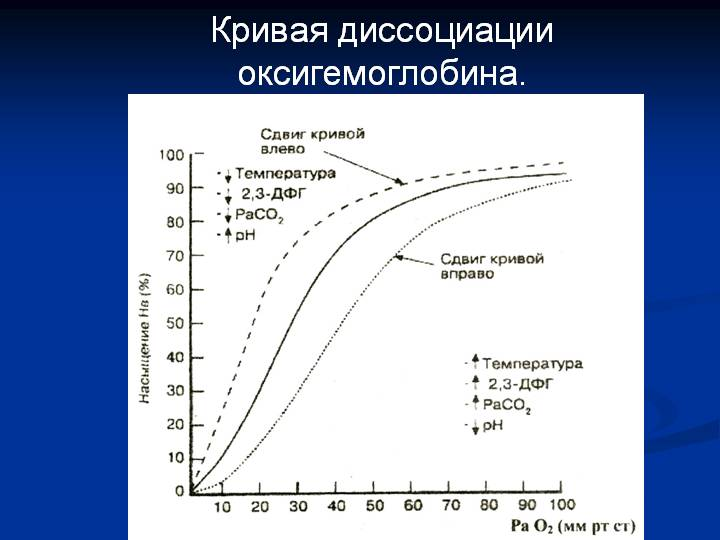 Кривая диссоциации
оксигемоглобина.
Сдвиг кривой
влево
- ↓ Температура
- ↓ 2,3-ДФГ
- ↓ PaCO₂
- ↑ pH
Сдвиг кривой
вправо
- ↑ Температура
- ↑ 2,3-ДФГ
- ↑ PaCO₂
- ↓ pH
Насыщение Нв (%)
100
90
80
70
60
50
40
30
20
10
0
10 20 30 40 50 60 70 80 90 100
Pa O₂ (мм рт ст)